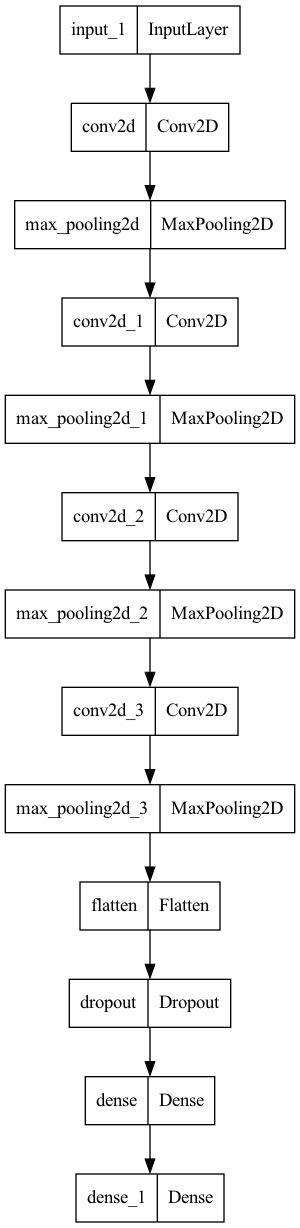 input_1 InputLayer
conv2d Conv2D
max_pooling2d MaxPooling2D
conv2d_1 Conv2D
max_pooling2d_1 MaxPooling2D
conv2d_2 Conv2D
max_pooling2d_2 MaxPooling2D
conv2d_3 Conv2D
max_pooling2d_3 MaxPooling2D
flatten Flatten
dropout Dropout
dense Dense
dense_1 Dense